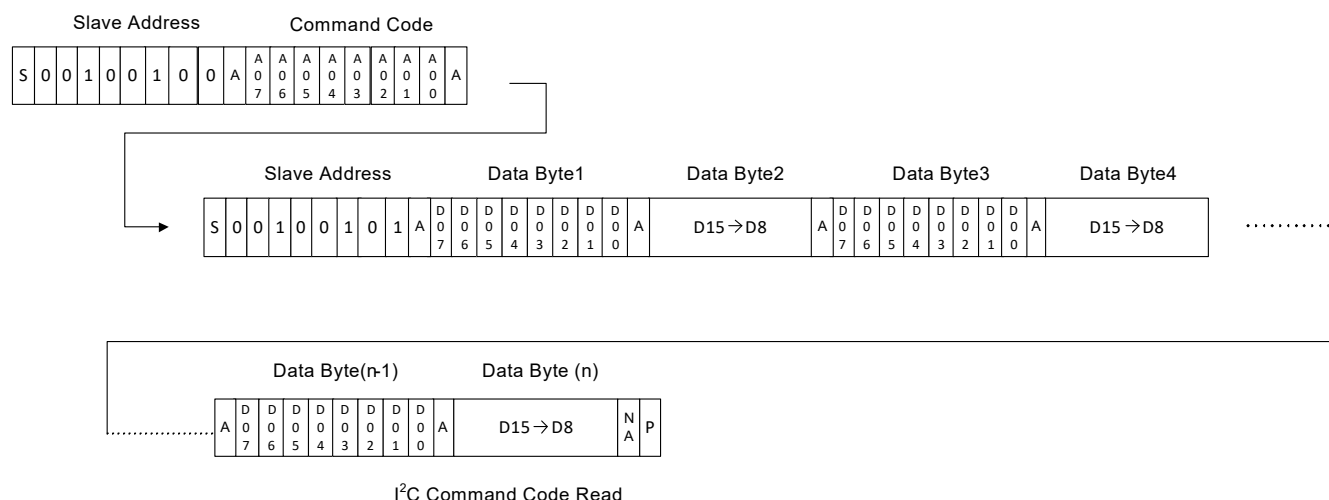 Slave Address Command Code
S 0 0 1 0 0 1 0 0 A A07 A06 A05 A04 A03 A02 A01 A00 A
Slave Address Data Byte1 Data Byte2 Data Byte3 Data Byte4
S 0 0 1 0 0 1 0 1 A D07 D06 D05 D04 D03 D02 D01 D00 A D15→D8 A D07 D06 D05 D04 D03 D02 D01 D00 A D15→D8
Data Byte(n-1) Data Byte (n)
A D07 D06 D05 D04 D03 D02 D01 D00 A D15→D8 NA P
I²C Command Code Read